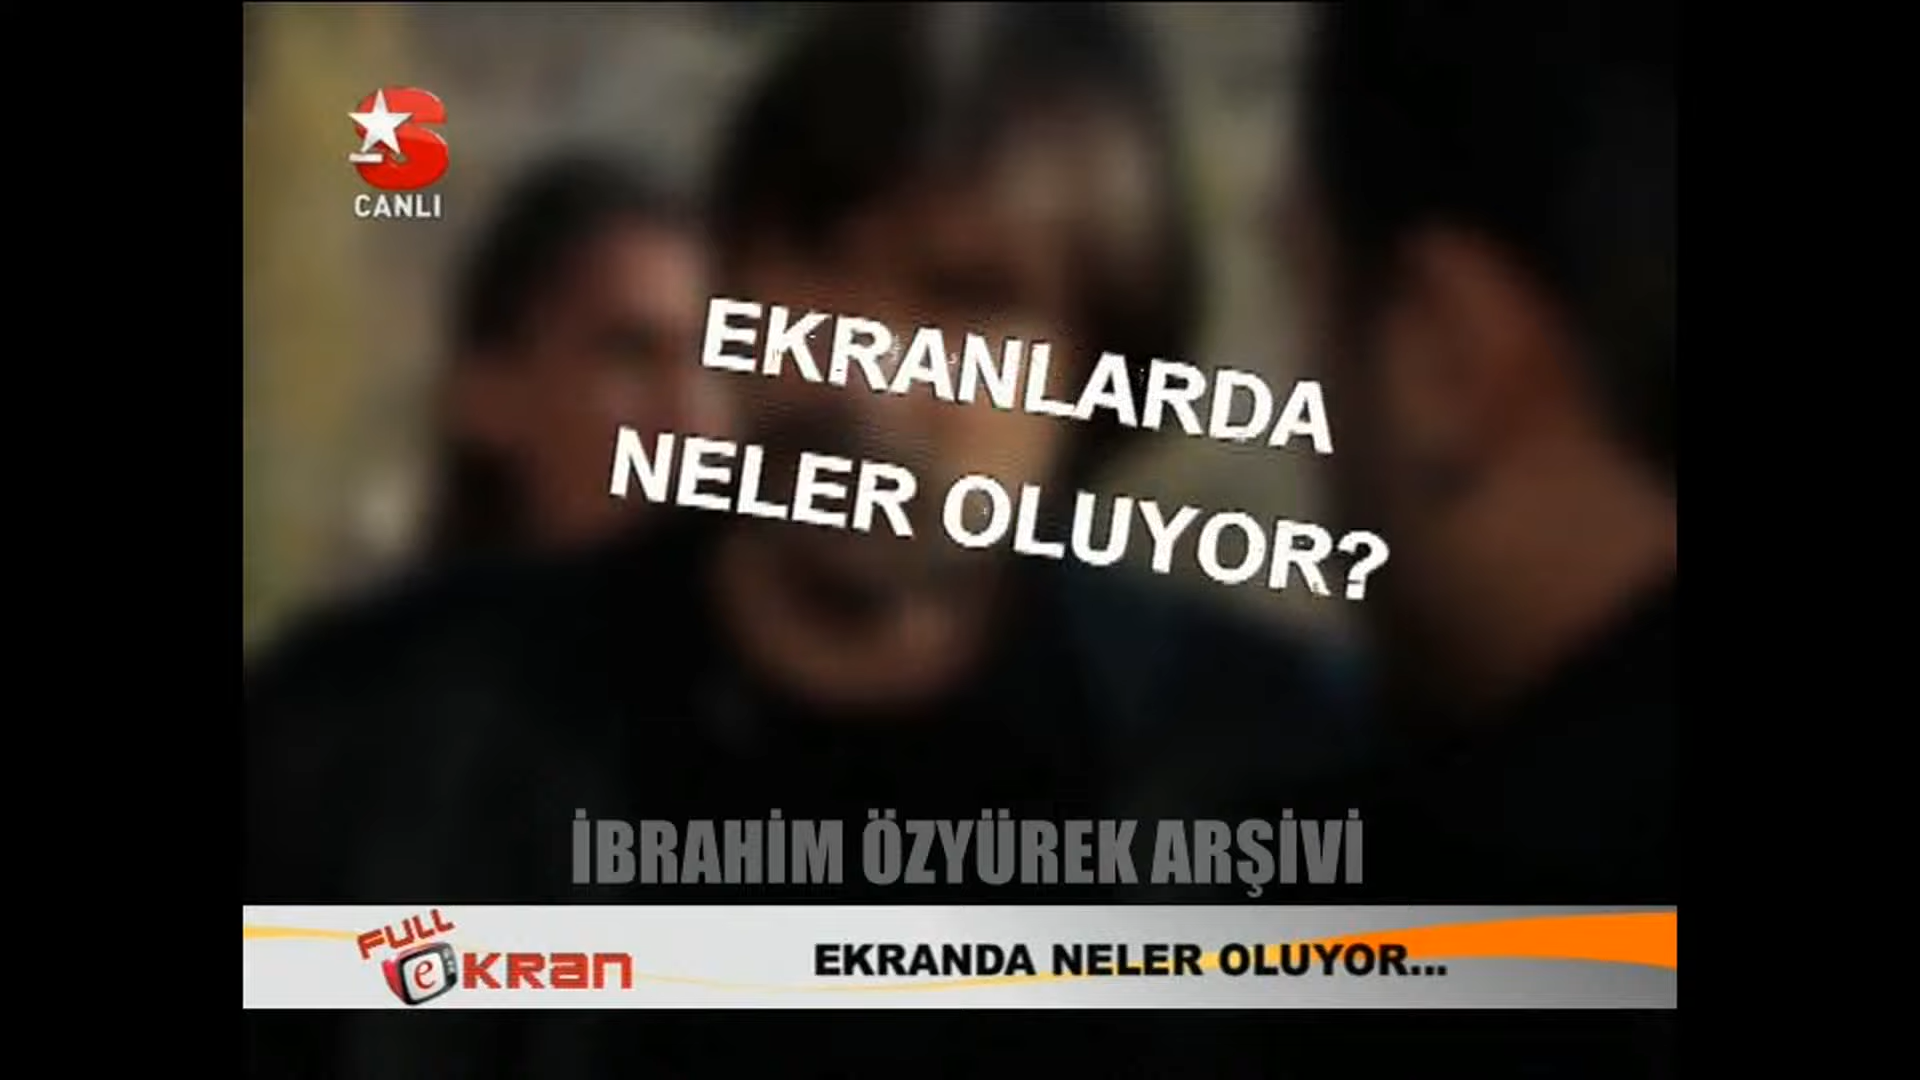 S
CANLI
EKRANLARDA
NELER OLUYOR?
İBRAHİM ÖZYÜREK ARŞİVİ
FULL
eKRAN
EKRANDA NELER OLUYOR...